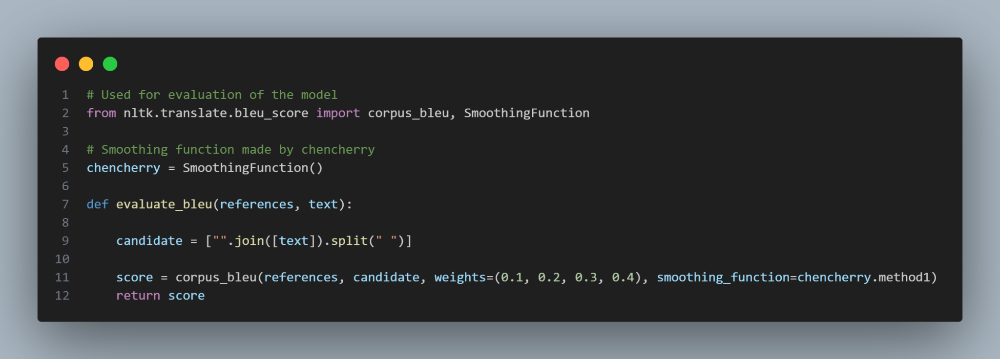 1 # Used for evaluation of the model
2 from nltk.translate.bleu_score import corpus_bleu, SmoothingFunction
3
4 # Smoothing function made by chencherry
5 chencherry = SmoothingFunction()
6
7 def evaluate_bleu(references, text):
8
9     candidate = ["".join([text]).split(" ")]
10
11     score = corpus_bleu(references, candidate, weights=(0.1, 0.2, 0.3, 0.4), smoothing_function=chencherry.method1)
12     return score